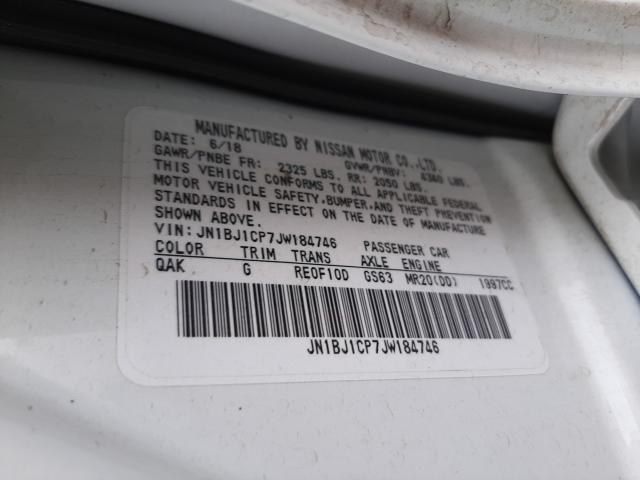 MANUFACTURED BY NISSAN MOTOR CO.,LTD.
DATE: 6/18 GVWR/PNBV: 4360 LBS.
GAWR/PNBE FR: 2325 LBS. RR: 2050 LBS.
THIS VEHICLE CONFORMS TO ALL APPLICABLE FEDERAL
MOTOR VEHICLE SAFETY, BUMPER, AND THEFT PREVENTION
STANDARDS IN EFFECT ON THE DATE OF MANUFACTURE
SHOWN ABOVE.
VIN: JN1BJ1CP7JW184746 PASSENGER CAR
COLOR TRIM TRANS AXLE ENGINE
QAK G RE0F10D GS63 MR20(DD) 1997CC
JN1BJ1CP7JW184746